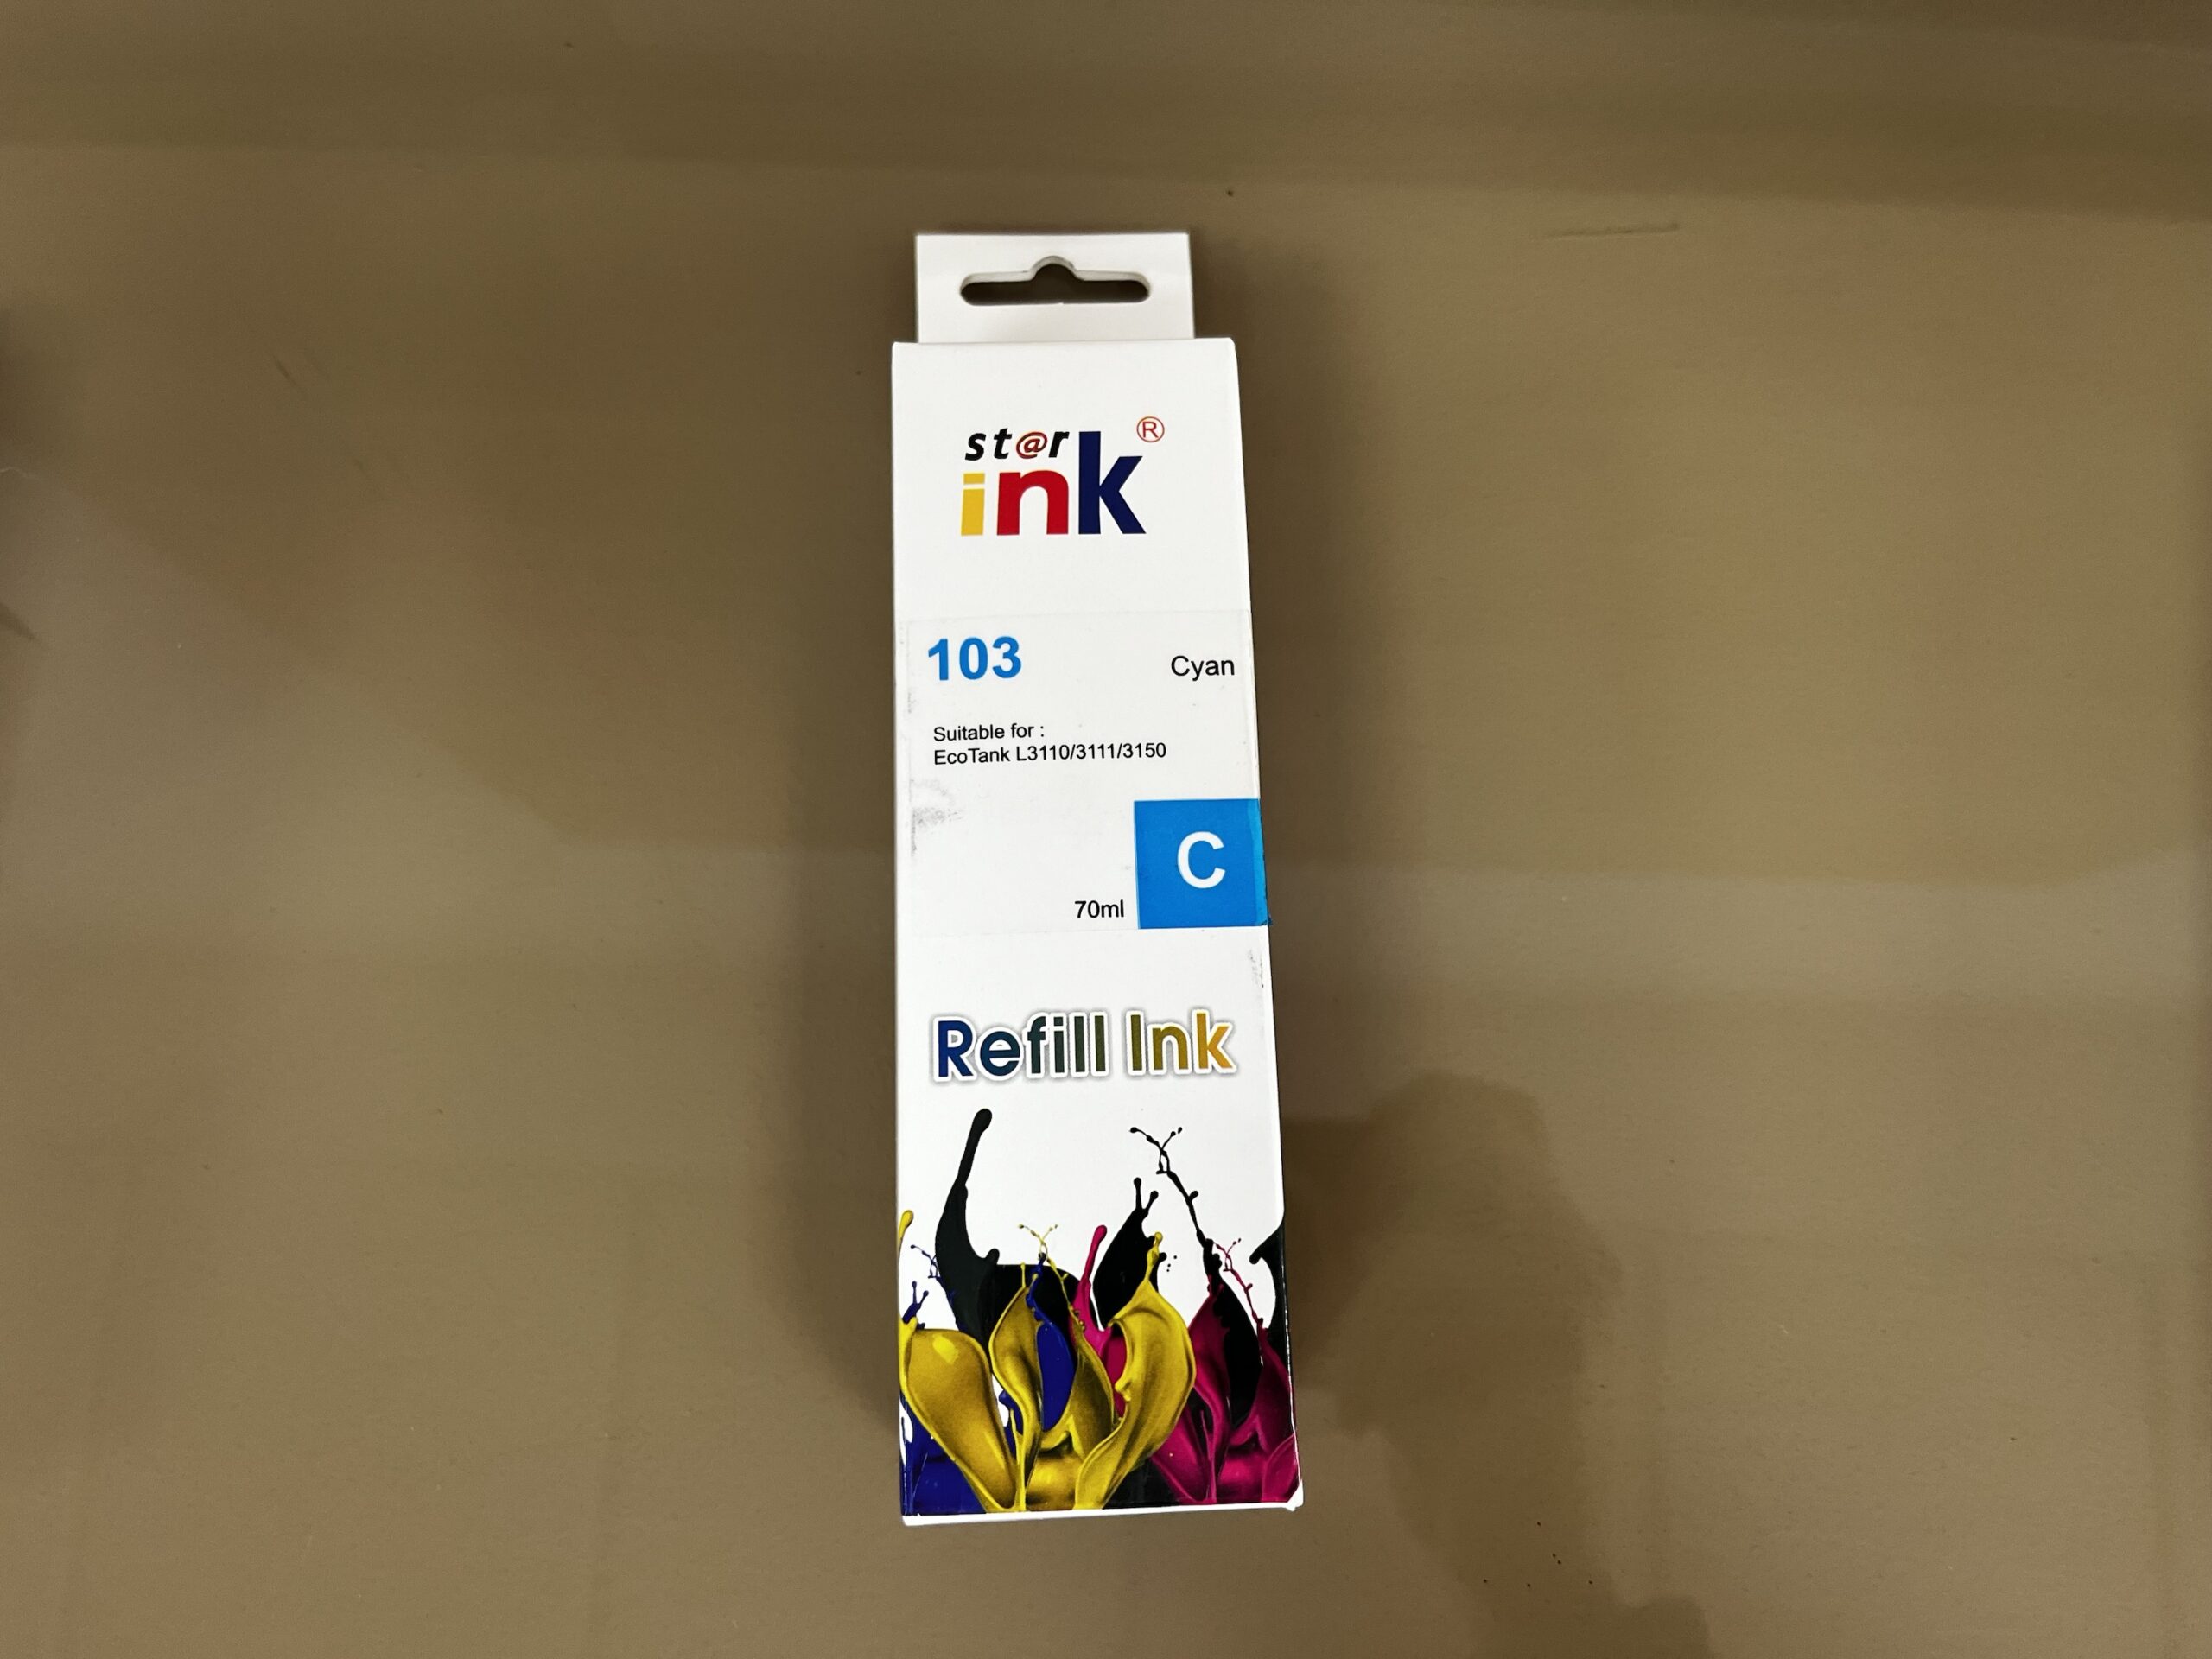 st@r
ink®
103 Cyan
Suitable for :
EcoTank L3110/3111/3150
C
70ml
Refill Ink